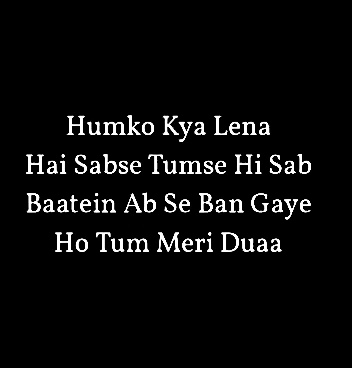 Humko Kya Lena
Hai Sabse Tumse Hi Sab
Baatein Ab Se Ban Gaye
Ho Tum Meri Duaa